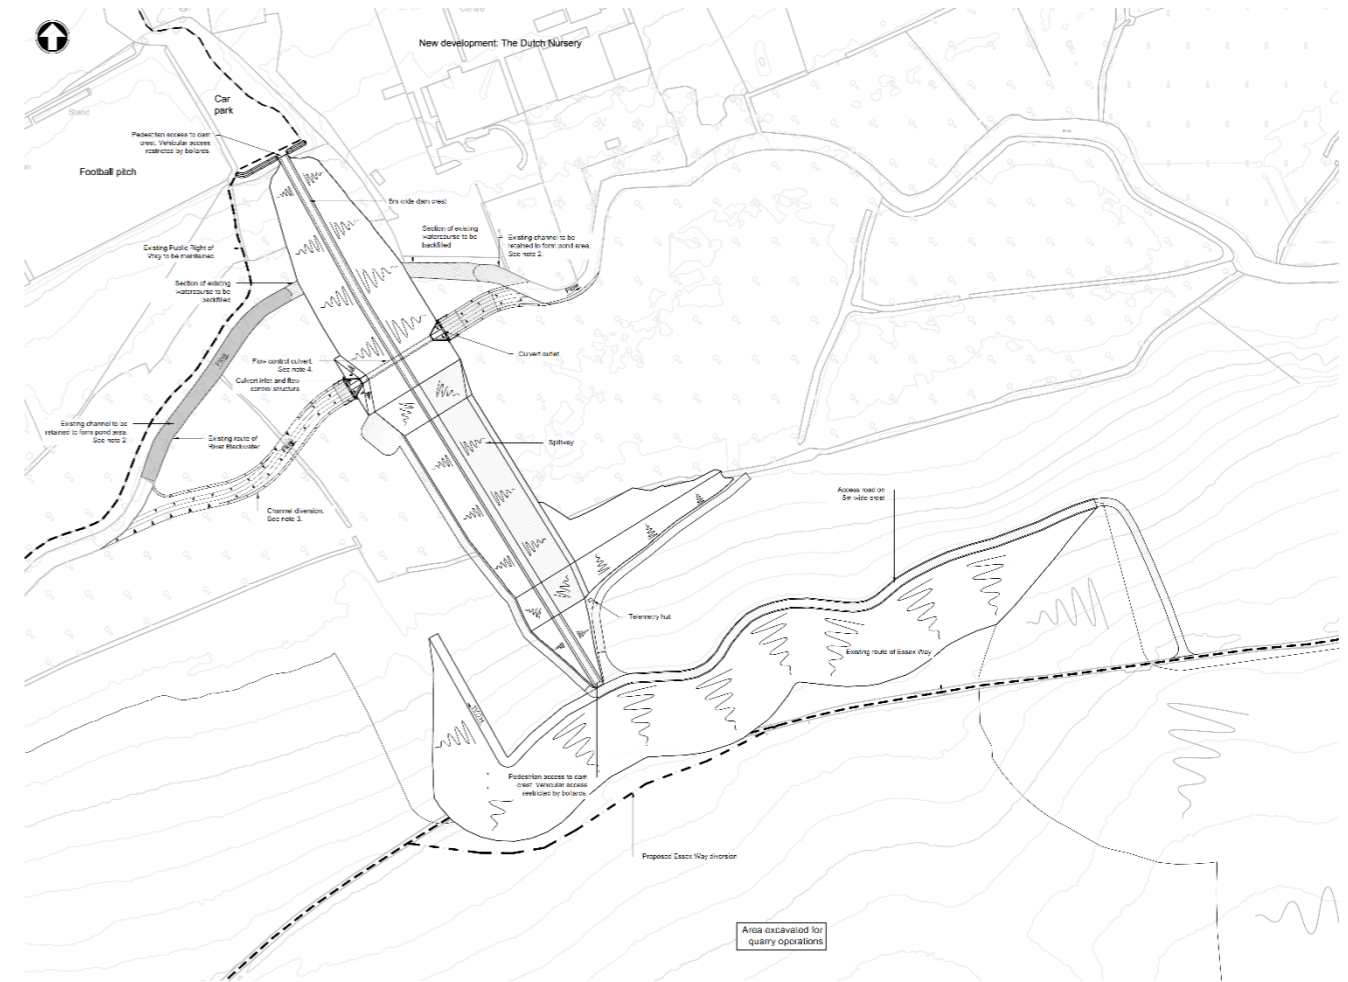 Centre
New development: The Dutch Nursery
Car
park
Stand
Pedestrian access to dam
crest. Vehicular access
restricted by bollards.
Football pitch
5m wide dam crest
Section of existing
watercourse to be
backfilled
Existing channel to be
retained to form pond area.
See note 2.
Existing Public Right of
Way to be maintained
Section of existing
watercourse to be
backfilled
Flow
Culvert outlet
Flow control culvert.
See note 4.
Culvert inlet and flow
control structure
Flow
Existing channel to be
retained to form pond area.
See note 2.
Existing route of
River Blackwater
Flow
Spillway
Channel diversion.
See note 3.
Access road on
5m wide crest
Telemetry hut
Existing route of Essex Way
Pedestrian access to dam
crest. Vehicular access
restricted by bollards.
Proposed Essex Way diversion
Area excavated for
quarry operations